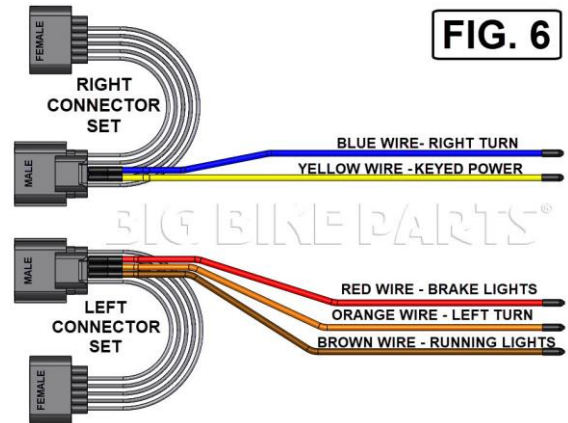 FIG. 6
FEMALE
RIGHT
CONNECTOR
SET
MALE
BLUE WIRE- RIGHT TURN
YELLOW WIRE -KEYED POWER
BIG BIKE PARTS®
MALE
LEFT
CONNECTOR
SET
FEMALE
RED WIRE - BRAKE LIGHTS
ORANGE WIRE - LEFT TURN
BROWN WIRE - RUNNING LIGHTS